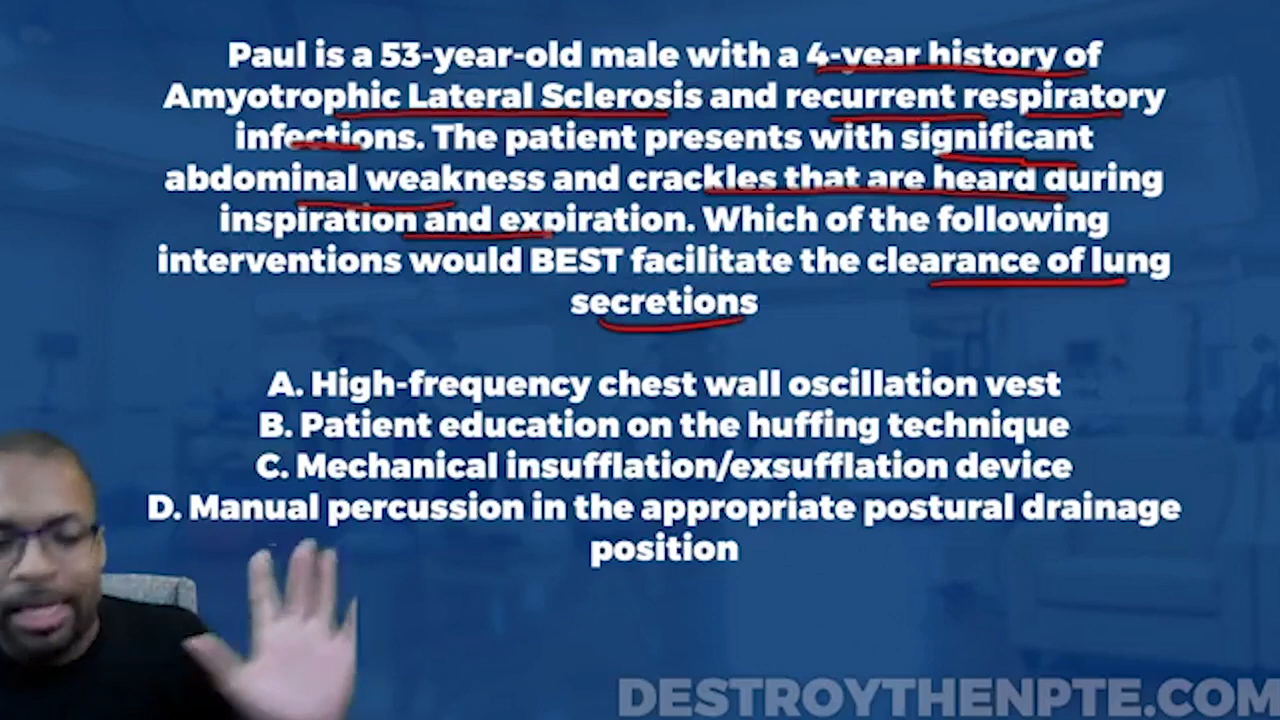 Paul is a 53-year-old male with a 4-year history of
Amyotrophic Lateral Sclerosis and recurrent respiratory
infections. The patient presents with significant
abdominal weakness and crackles that are heard during
inspiration and expiration. Which of the following
interventions would BEST facilitate the clearance of lung
secretions
A. High-frequency chest wall oscillation vest
B. Patient education on the huffing technique
C. Mechanical insufflation/exsufflation device
D. Manual percussion in the appropriate postural drainage
position
DESTROYTHENPTE.COM